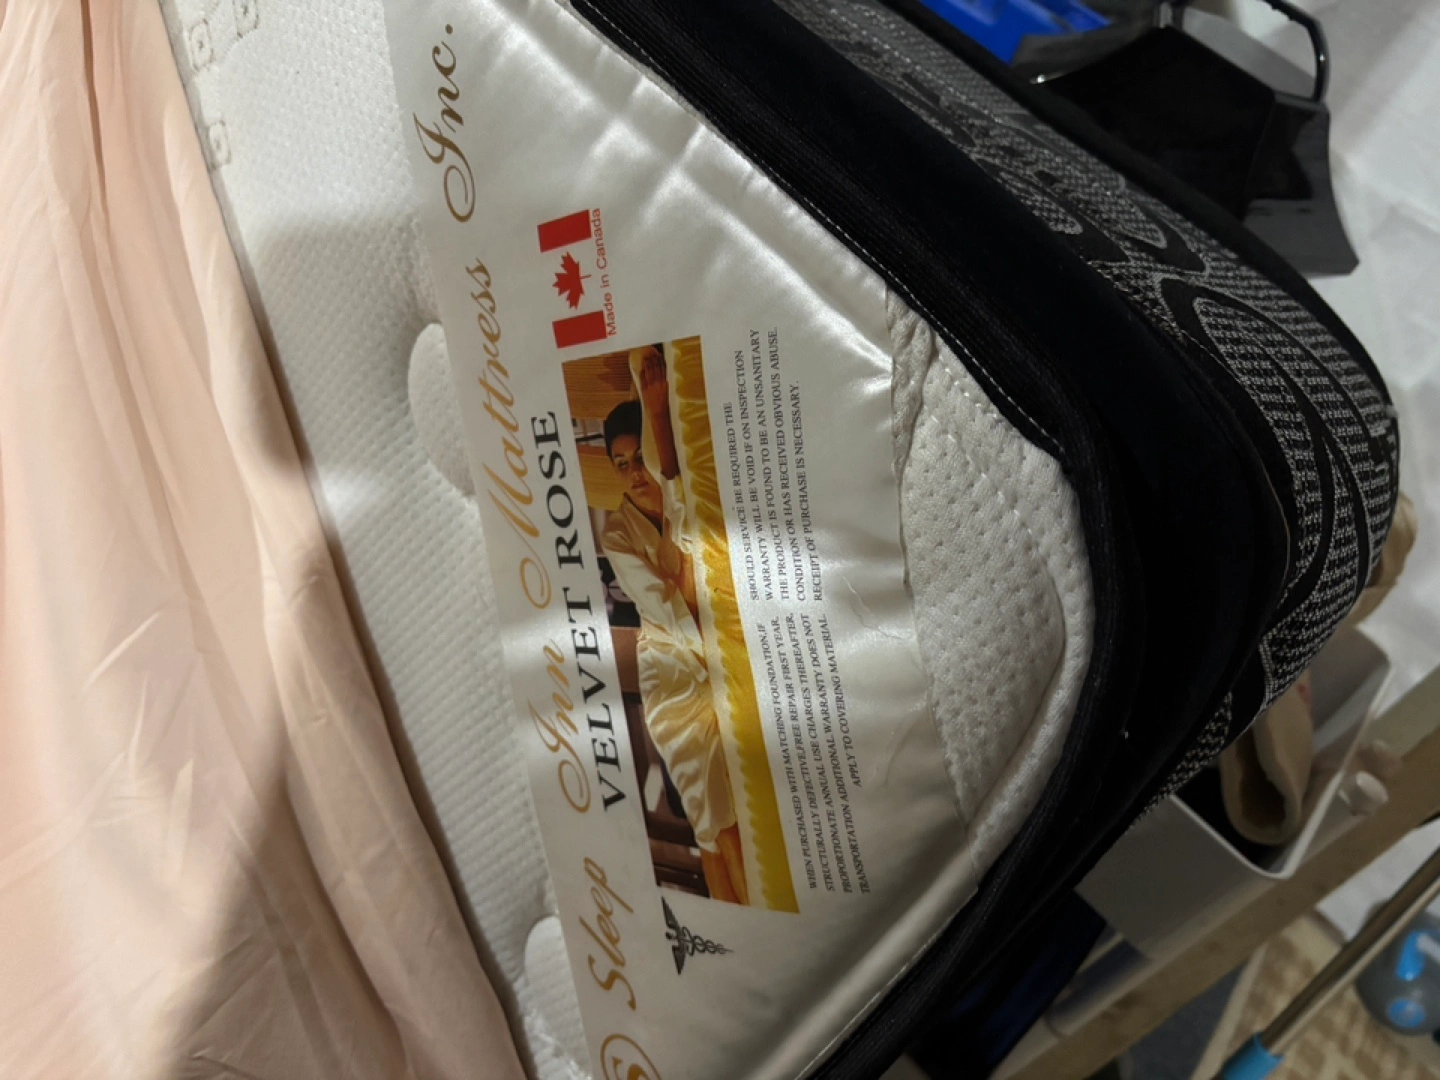 S Sleep Inn Mattress Inc.
VELVET ROSE
Made in Canada
WHEN PURCHASED WITH MATCHING FOUNDATION,IF
STRUCTURALLY DEFECTIVE,FREE REPAIR FIRST YEAR,
PROPORTIONATE ANNUAL USE CHARGES THEREAFTER,
TRANSPORTATION ADDITIONAL WARRANTY DOES NOT
APPLY TO COVERING MATERIAL.
SHOULD SERVICE BE REQUIRED THE
WARRANTY WILL BE VOID IF ON INSPECTION
THE PRODUCT IS FOUND TO BE AN UNSANITARY
CONDITION OR HAS RECEIVED OBVIOUS ABUSE.
RECEIPT OF PURCHASE IS NECESSARY.